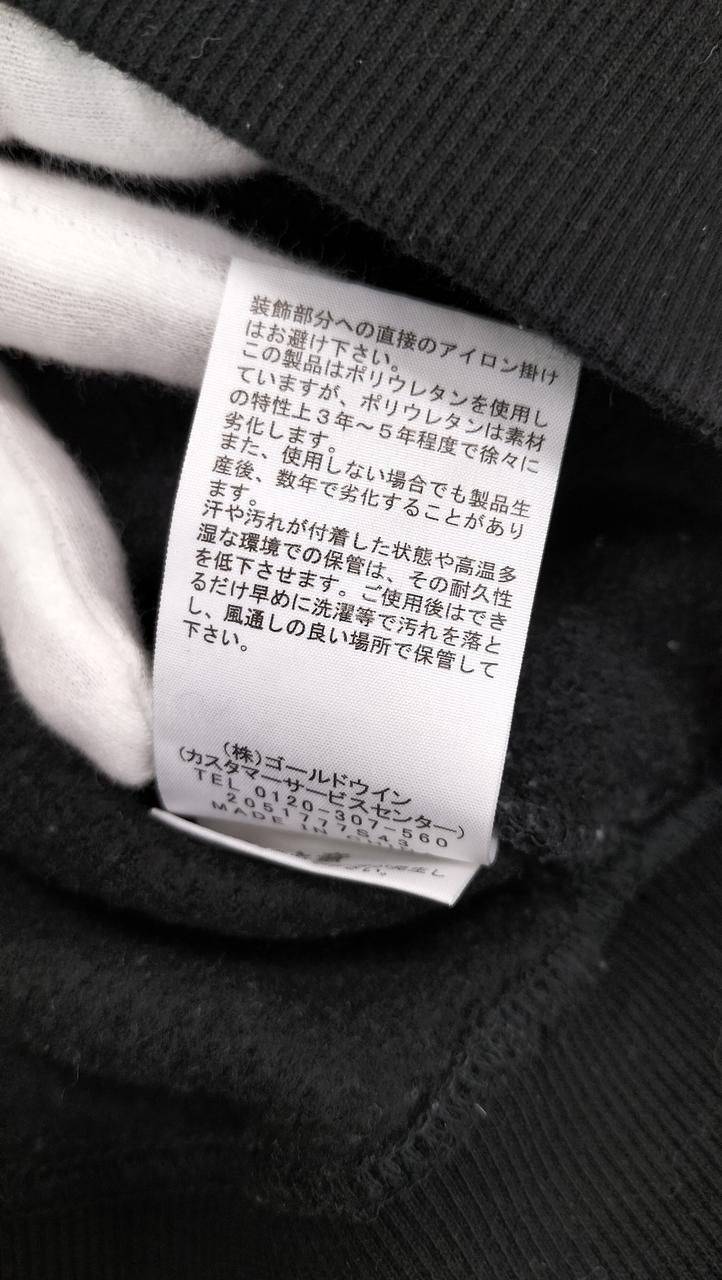 装飾部分への直接のアイロン掛け
はお避け下さい。
この製品はポリウレタンを使用し
ていますが、ポリウレタンは素材
の特性上3年～5年程度で徐々に
劣化します。
また、使用しない場合でも製品生
産後、数年で劣化することがあり
ます。
汗や汚れが付着した状態や高温多
湿な環境での保管は、その耐久性
を低下させます。ご使用後はでき
るだけ早めに洗濯等で汚れを落と
し、風通しの良い場所で保管して
下さい。
(株)ゴールドウイン
(カスタマーサービスセンター)
TEL 0120-307-560
2051777S43
MADE IN